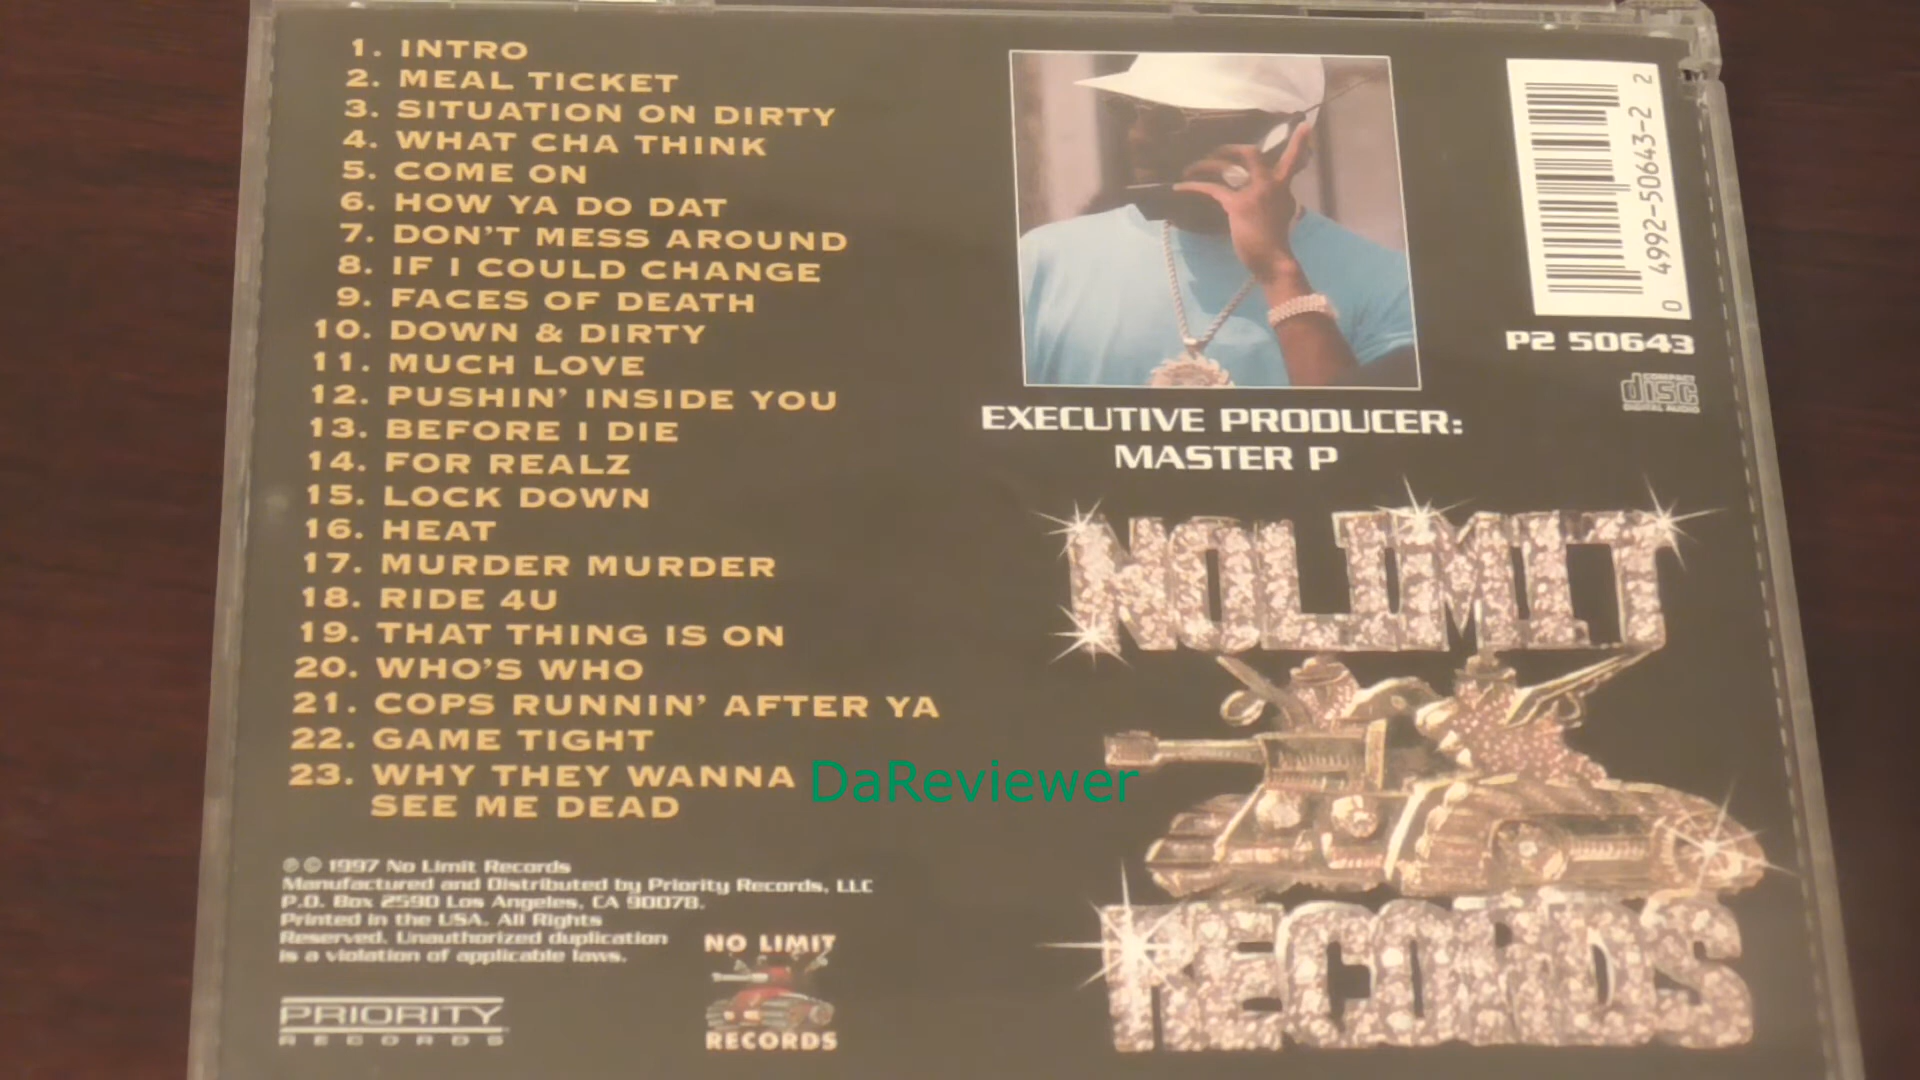 1. INTRO
2. MEAL TICKET
3. SITUATION ON DIRTY
4. WHAT CHA THINK
5. COME ON
6. HOW YA DO DAT
7. DON'T MESS AROUND
8. IF I COULD CHANGE
9. FACES OF DEATH
10. DOWN & DIRTY
11. MUCH LOVE
12. PUSHIN' INSIDE YOU
13. BEFORE I DIE
14. FOR REALZ
15. LOCK DOWN
16. HEAT
17. MURDER MURDER
18. RIDE 4U
19. THAT THING IS ON
20. WHO'S WHO
21. COPS RUNNIN' AFTER YA
22. GAME TIGHT
23. WHY THEY WANNA
SEE ME DEAD
DaReviewer
℗ © 1997 No Limit Records
Manufactured and Distributed by Priority Records, LLC
P.O. Box 2590 Los Angeles, CA 90078.
Printed in the USA. All Rights
Reserved. Unauthorized duplication
is a violation of applicable laws.
PRIORITY
RECORDS
NO LIMIT
RECORDS
EXECUTIVE PRODUCER:
MASTER P
0 4992-50643-2 2
P2 50643
COMPACT
disc
DIGITAL AUDIO
NO LIMIT
RECORDS